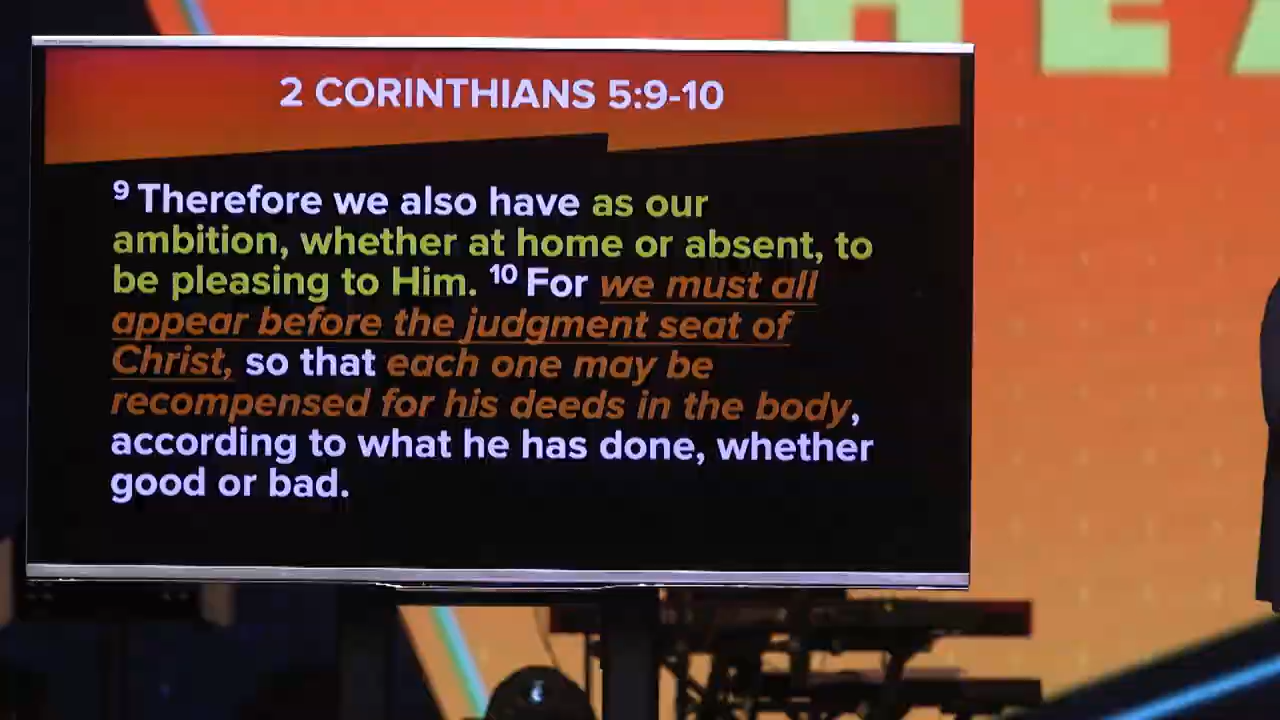 HEA
2 CORINTHIANS 5:9-10
9 Therefore we also have as our
ambition, whether at home or absent, to
be pleasing to Him. 10 For we must all
appear before the judgment seat of
Christ, so that each one may be
recompensed for his deeds in the body,
according to what he has done, whether
good or bad.